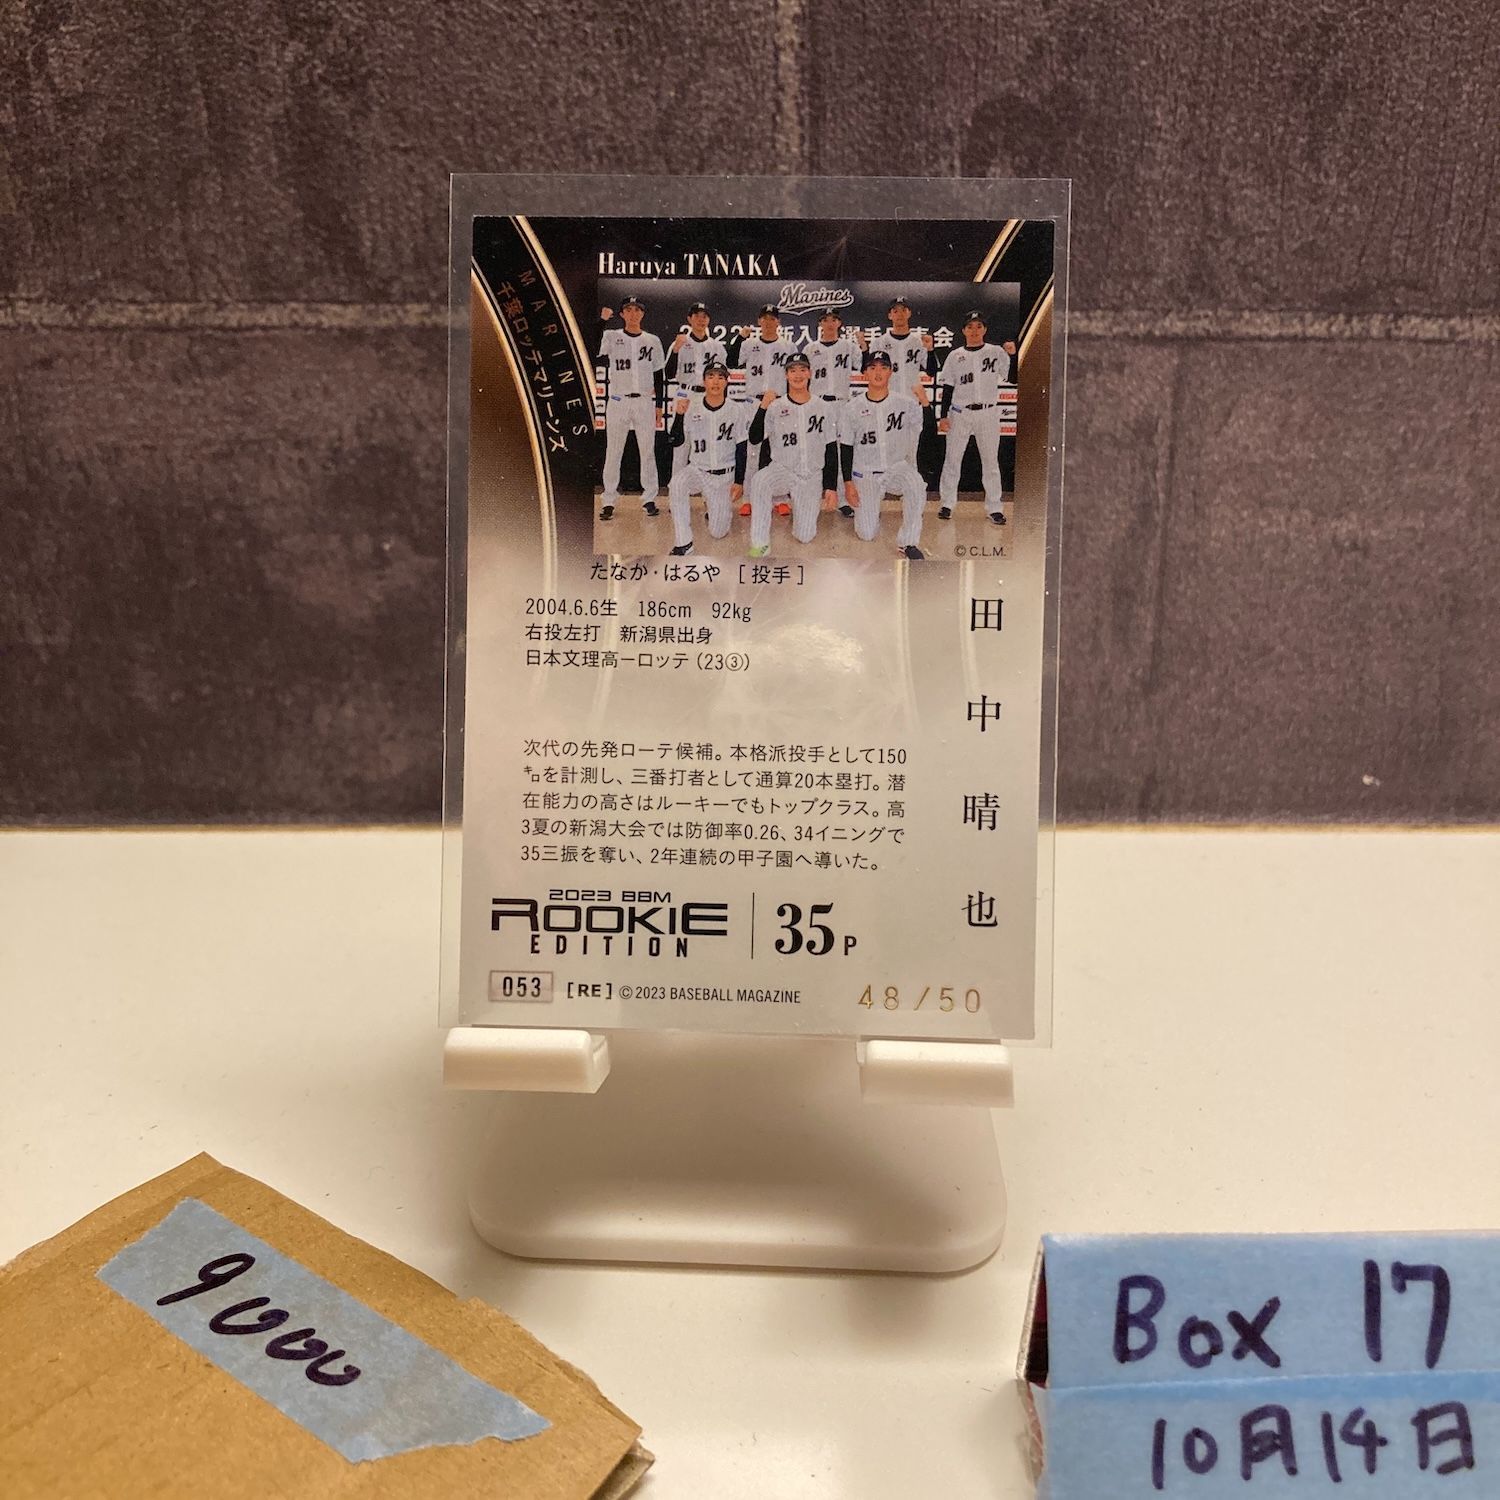 Haruya TANAKA
MARINES
千葉ロッテマリーンズ
Marines
129
M
34
M
10
M
28
M
35
M
© C.L.M.
たなか・はるや [ 投手 ]
2004.6.6生 186cm 92kg
右投左打 新潟県出身
日本文理高ーロッテ (23③)
田中晴也
次代の先発ローテ候補。本格派投手として150
㌔を計測し、三番打者として通算20本塁打。潜
在能力の高さはルーキーでもトップクラス。高
3夏の新潟大会では防御率0.26、34イニングで
35三振を奪い、2年連続の甲子園へ導いた。
2023 BBM
ROOKIE
EDITION
35 P
053 [RE] © 2023 BASEBALL MAGAZINE
48/50
9000
Box 17
10月14日